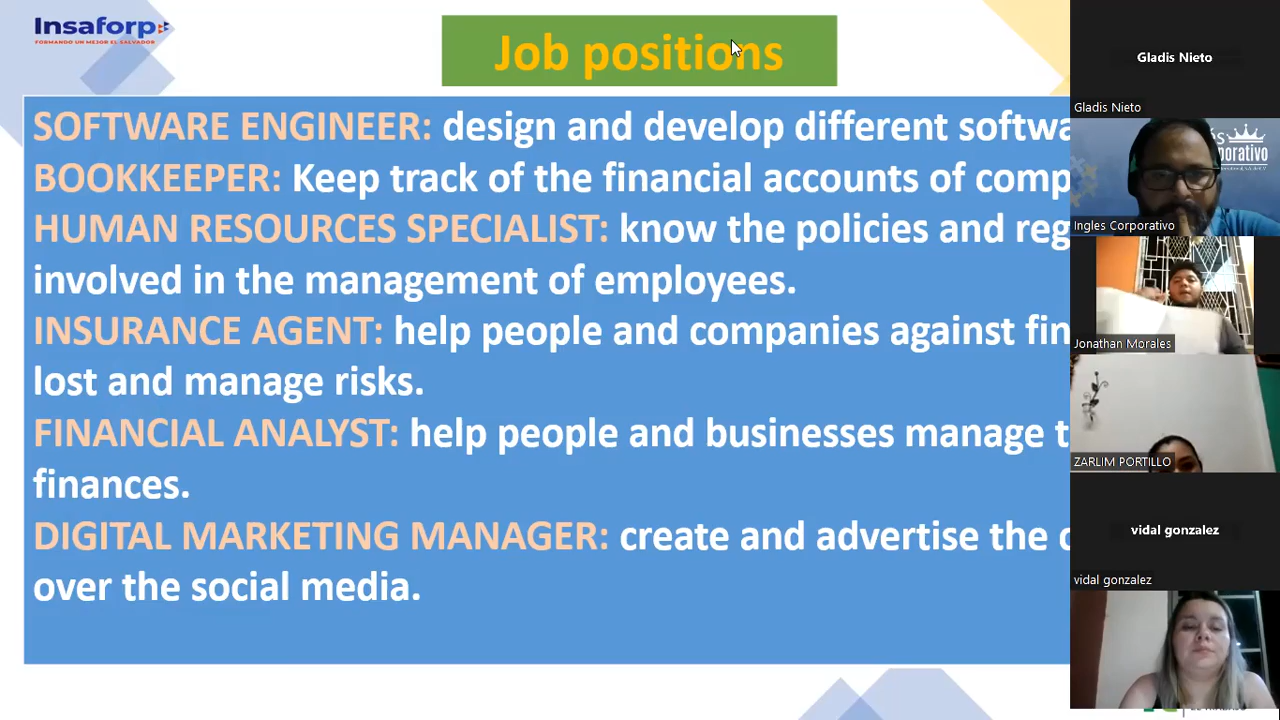 Insaforp
FORMANDO UN MEJOR EL SALVADOR
Job positions
SOFTWARE ENGINEER: design and develop different softwa
BOOKKEEPER: Keep track of the financial accounts of comp
HUMAN RESOURCES SPECIALIST: know the policies and reg
involved in the management of employees.
INSURANCE AGENT: help people and companies against fin
lost and manage risks.
FINANCIAL ANALYST: help people and businesses manage t
finances.
DIGITAL MARKETING MANAGER: create and advertise the
over the social media.
Gladis Nieto
Gladis Nieto
Ingles Corporativo
Jonathan Morales
ZARLIM PORTILLO
vidal gonzalez
vidal gonzalez